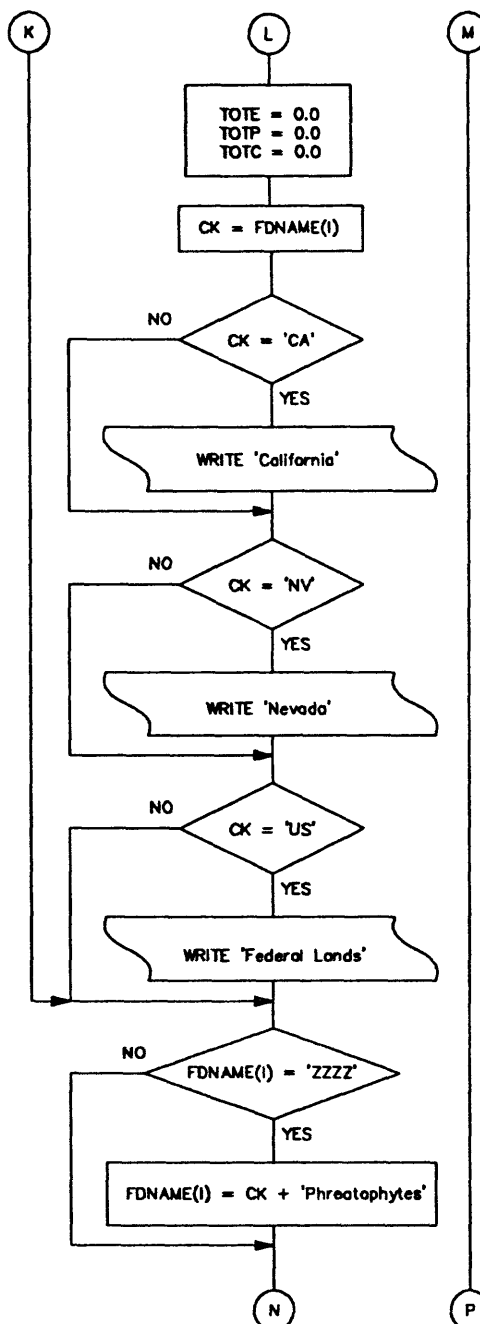 K
L
M
TOTE = 0.0
TOTP = 0.0
TOTC = 0.0
CK = FDNAME(I)
NO
CK = 'CA'
YES
WRITE 'California'
NO
CK = 'NV'
YES
WRITE 'Nevada'
NO
CK = 'US'
YES
WRITE 'Federal Lands'
NO
FDNAME(I) = 'ZZZZ'
YES
FDNAME(I) = CK + 'Phreatophytes'
N
P